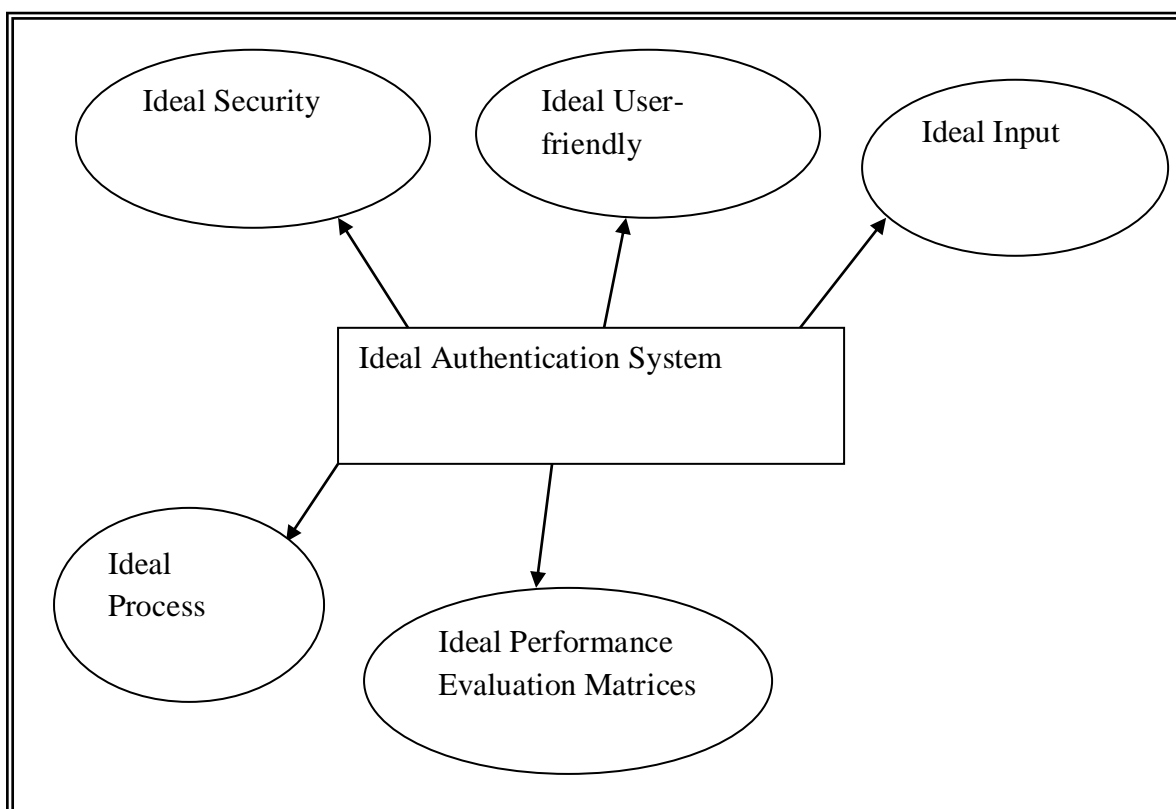 Ideal Security
Ideal User-
friendly
Ideal Input
Ideal Authentication System
Ideal
Process
Ideal Performance
Evaluation Matrices